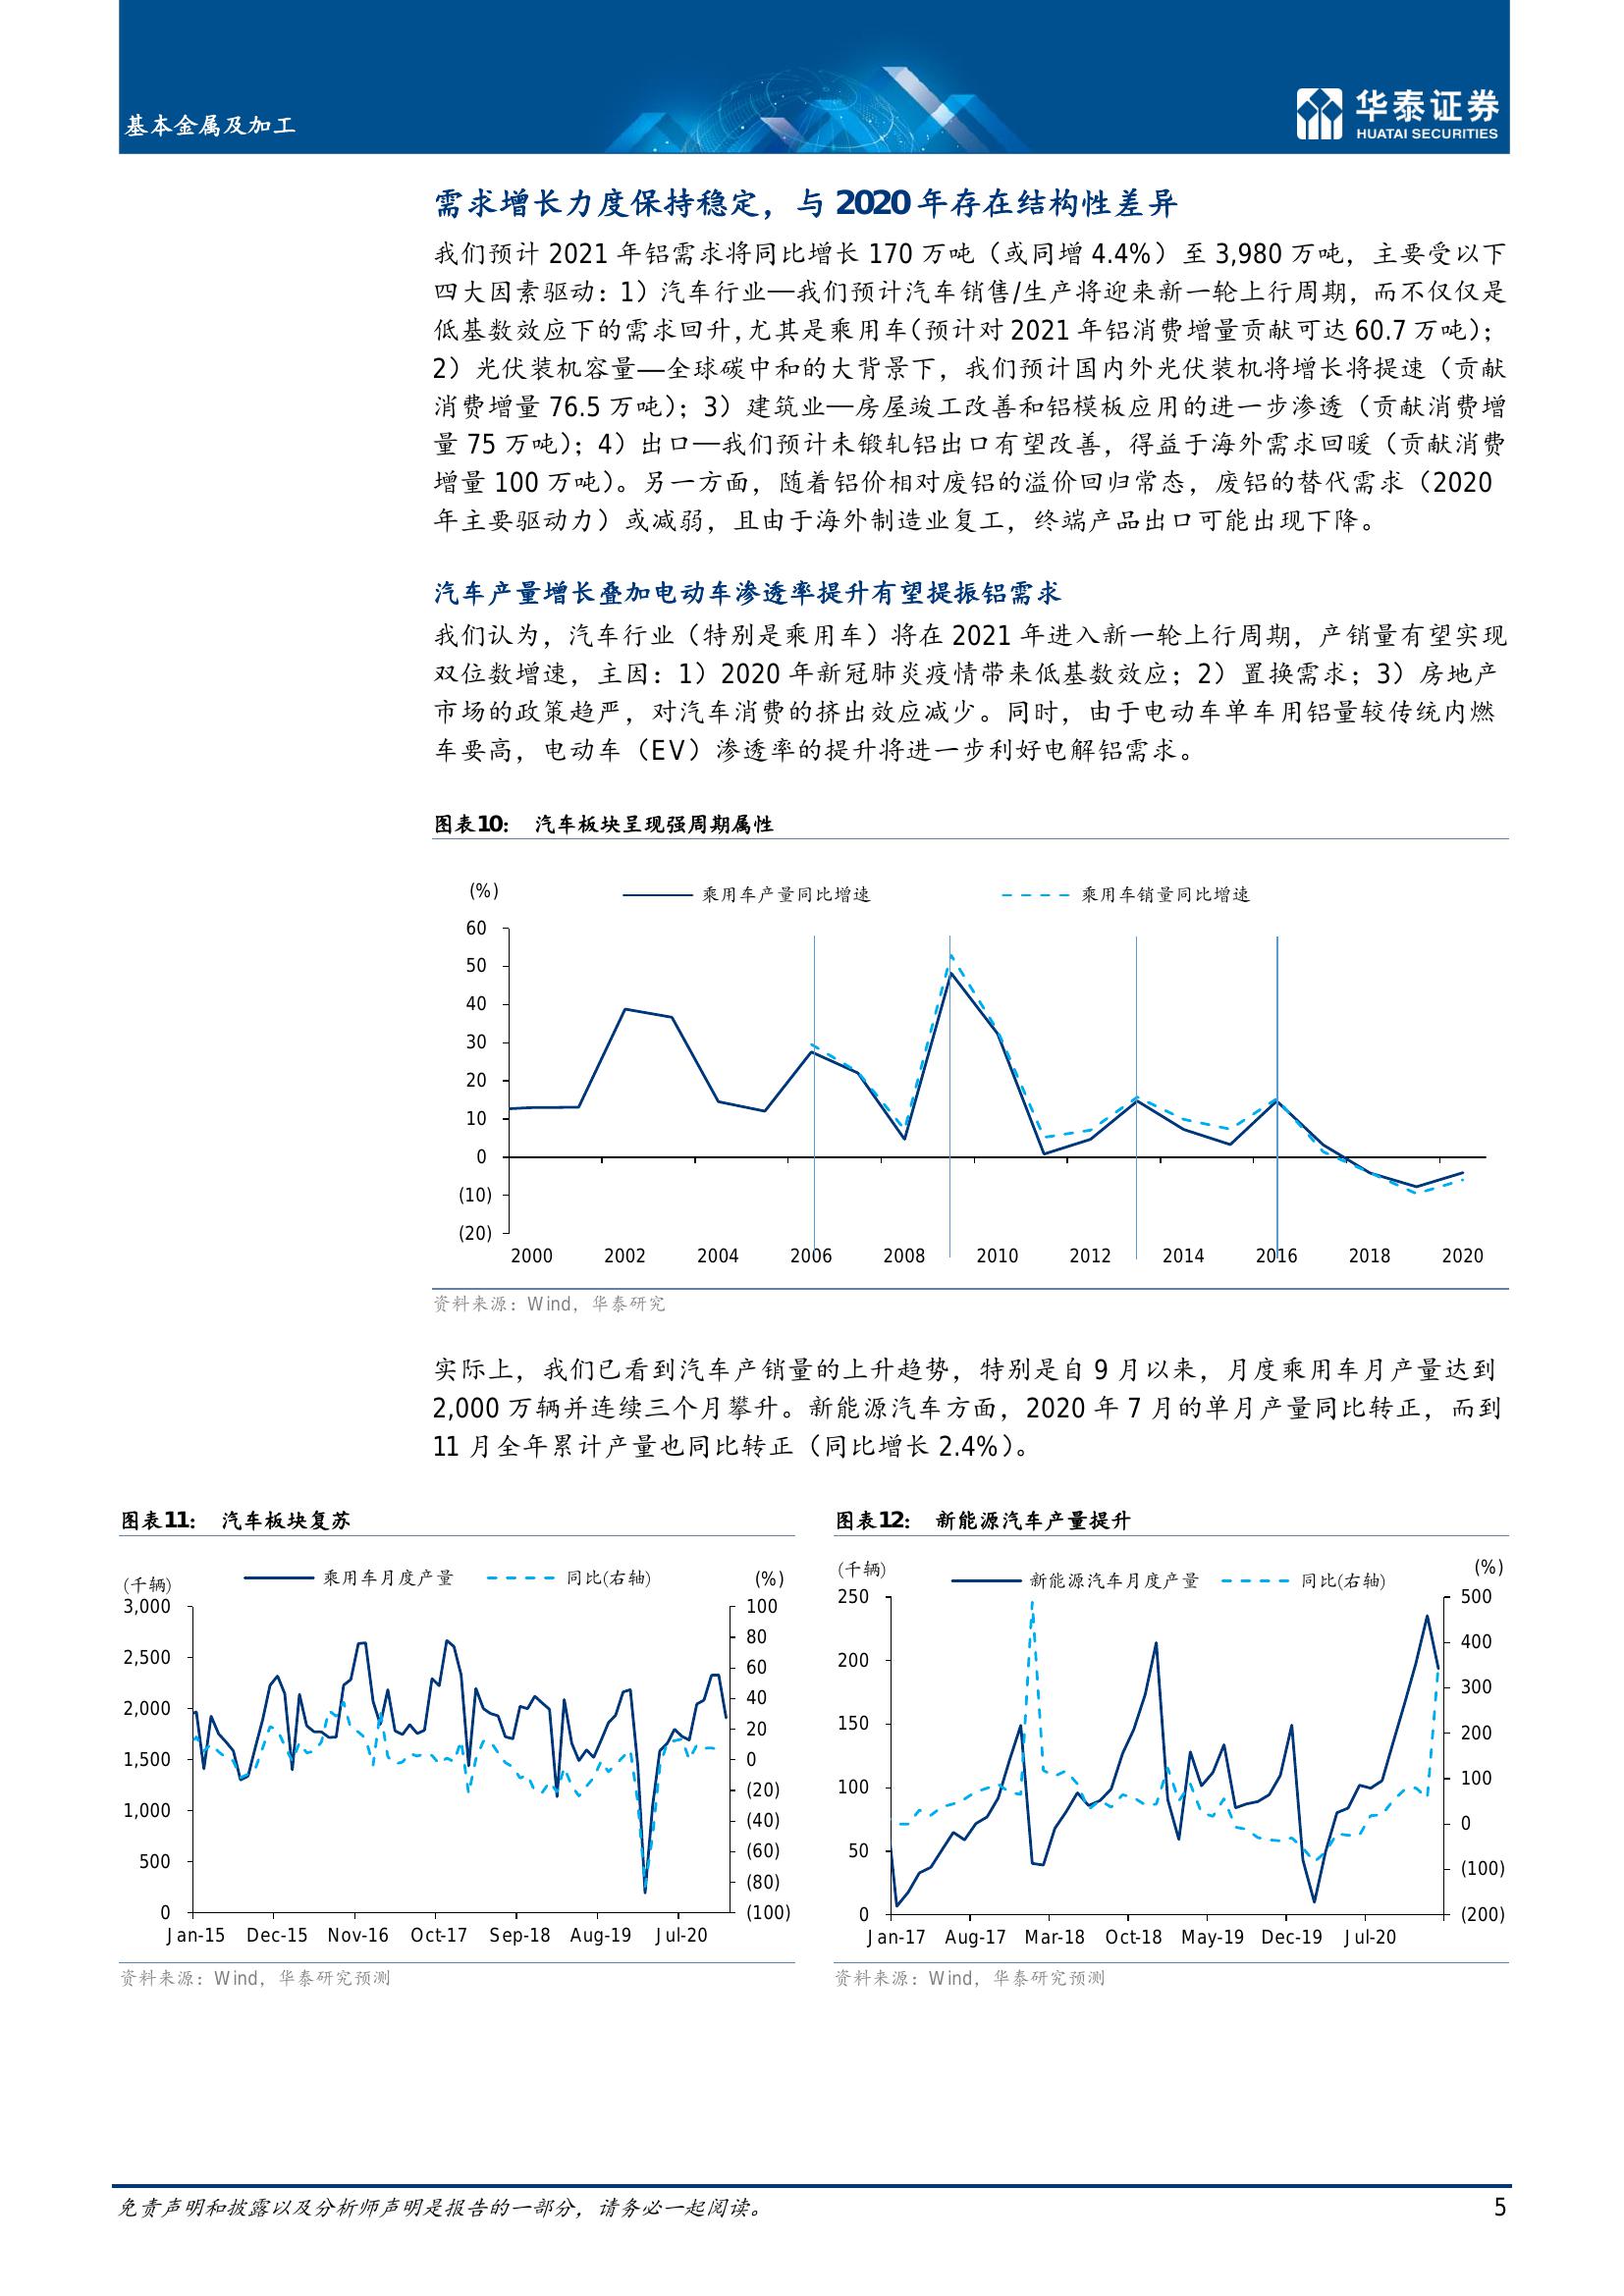 基本金属及加工
华泰证券
HUATAI SECURITIES
需求增长力度保持稳定，与 2020 年存在结构性差异
我们预计 2021 年铝需求将同比增长 170 万吨（或同增 4.4%）至 3,980 万吨，主要受以下
四大因素驱动：1）汽车行业—我们预计汽车销售/生产将迎来新一轮上行周期，而不仅仅是
低基数效应下的需求回升，尤其是乘用车（预计对 2021 年铝消费增量贡献可达 60.7 万吨）；
2）光伏装机容量—全球碳中和的大背景下，我们预计国内外光伏装机将增长将提速（贡献
消费增量 76.5 万吨）；3）建筑业—房屋竣工改善和铝模板应用的进一步渗透（贡献消费增
量 75 万吨）；4）出口—我们预计未锻轧铝出口有望改善，得益于海外需求回暖（贡献消费
增量 100 万吨）。另一方面，随着铝价相对废铝的溢价回归常态，废铝的替代需求（2020
年主要驱动力）或减弱，且由于海外制造业复工，终端产品出口可能出现下降。
汽车产量增长叠加电动车渗透率提升有望提振铝需求
我们认为，汽车行业（特别是乘用车）将在 2021 年进入新一轮上行周期，产销量有望实现
双位数增速，主因：1）2020 年新冠肺炎疫情带来低基数效应；2）置换需求；3）房地产
市场的政策趋严，对汽车消费的挤出效应减少。同时，由于电动车单车用铝量较传统内燃
车要高，电动车（EV）渗透率的提升将进一步利好电解铝需求。
图表10： 汽车板块呈现强周期属性
(%)
乘用车产量同比增速 乘用车销量同比增速
60
50
40
30
20
10
0
(10)
(20)
2000 2002 2004 2006 2008 2010 2012 2014 2016 2018 2020
资料来源：Wind，华泰研究
实际上，我们已看到汽车产销量的上升趋势，特别是自 9 月以来，月度乘用车月产量达到
2,000 万辆并连续三个月攀升。新能源汽车方面，2020 年 7 月的单月产量同比转正，而到
11 月全年累计产量也同比转正（同比增长 2.4%）。
图表11： 汽车板块复苏
(千辆) 乘用车月度产量 同比(右轴) (%)
3,000 100
80
2,500
60
2,000 40
20
1,500 0
(20)
1,000
(40)
500 (60)
(80)
0 (100)
Jan-15 Dec-15 Nov-16 Oct-17 Sep-18 Aug-19 Jul-20
资料来源：Wind，华泰研究预测
图表12： 新能源汽车产量提升
(千辆) 新能源汽车月度产量 同比(右轴) (%)
250 500
400
200
300
150 200
100 100
0
50
(100)
0 (200)
Jan-17 Aug-17 Mar-18 Oct-18 May-19 Dec-19 Jul-20
资料来源：Wind，华泰研究预测
免责声明和披露以及分析师声明是报告的一部分，请务必一起阅读。 5